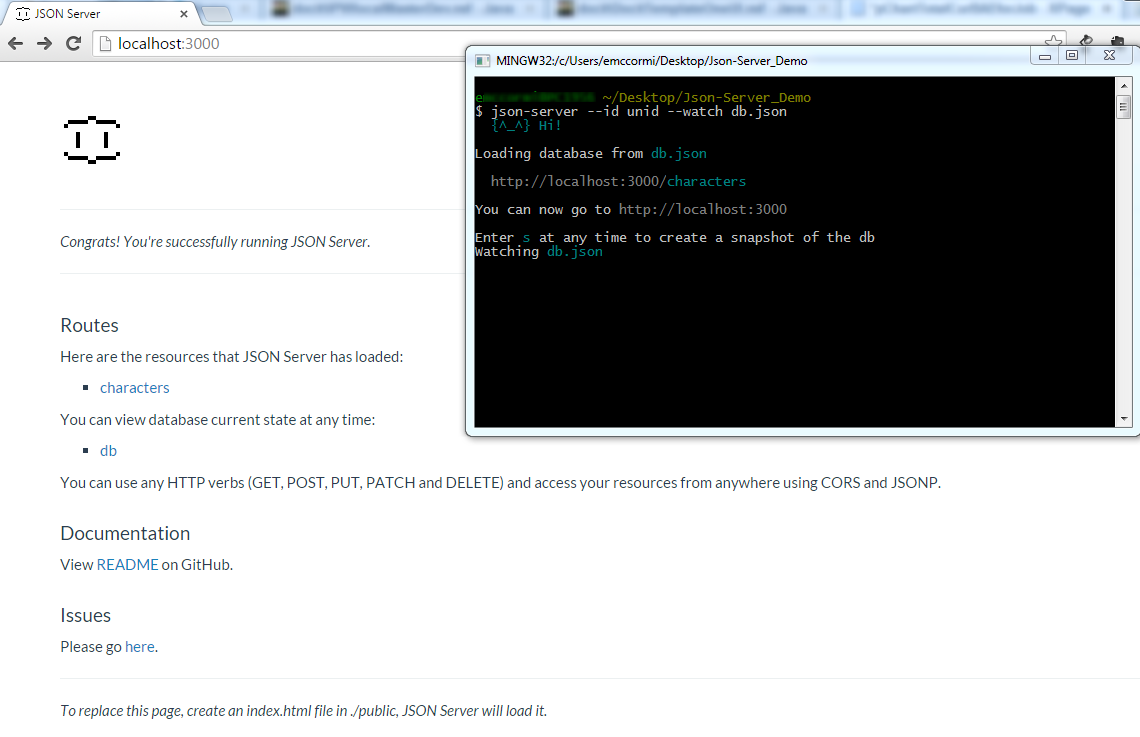 JSON Server
localhost:3000
Congrats! You're successfully running JSON Server.
Routes
Here are the resources that JSON Server has loaded:
characters
You can view database current state at any time:
db
You can use any HTTP verbs (GET, POST, PUT, PATCH and DELETE) and access your resources from anywhere using CORS and JSONP.
Documentation
View README on GitHub.
Issues
Please go here.
To replace this page, create an index.html file in ./public, JSON Server will load it.
MINGW32:/c/Users/emccormi/Desktop/Json-Server_Demo
~/Desktop/Json-Server_Demo
$ json-server --id unid --watch db.json
{^_^} Hi!
Loading database from db.json
http://localhost:3000/characters
You can now go to http://localhost:3000
Enter s at any time to create a snapshot of the db
Watching db.json